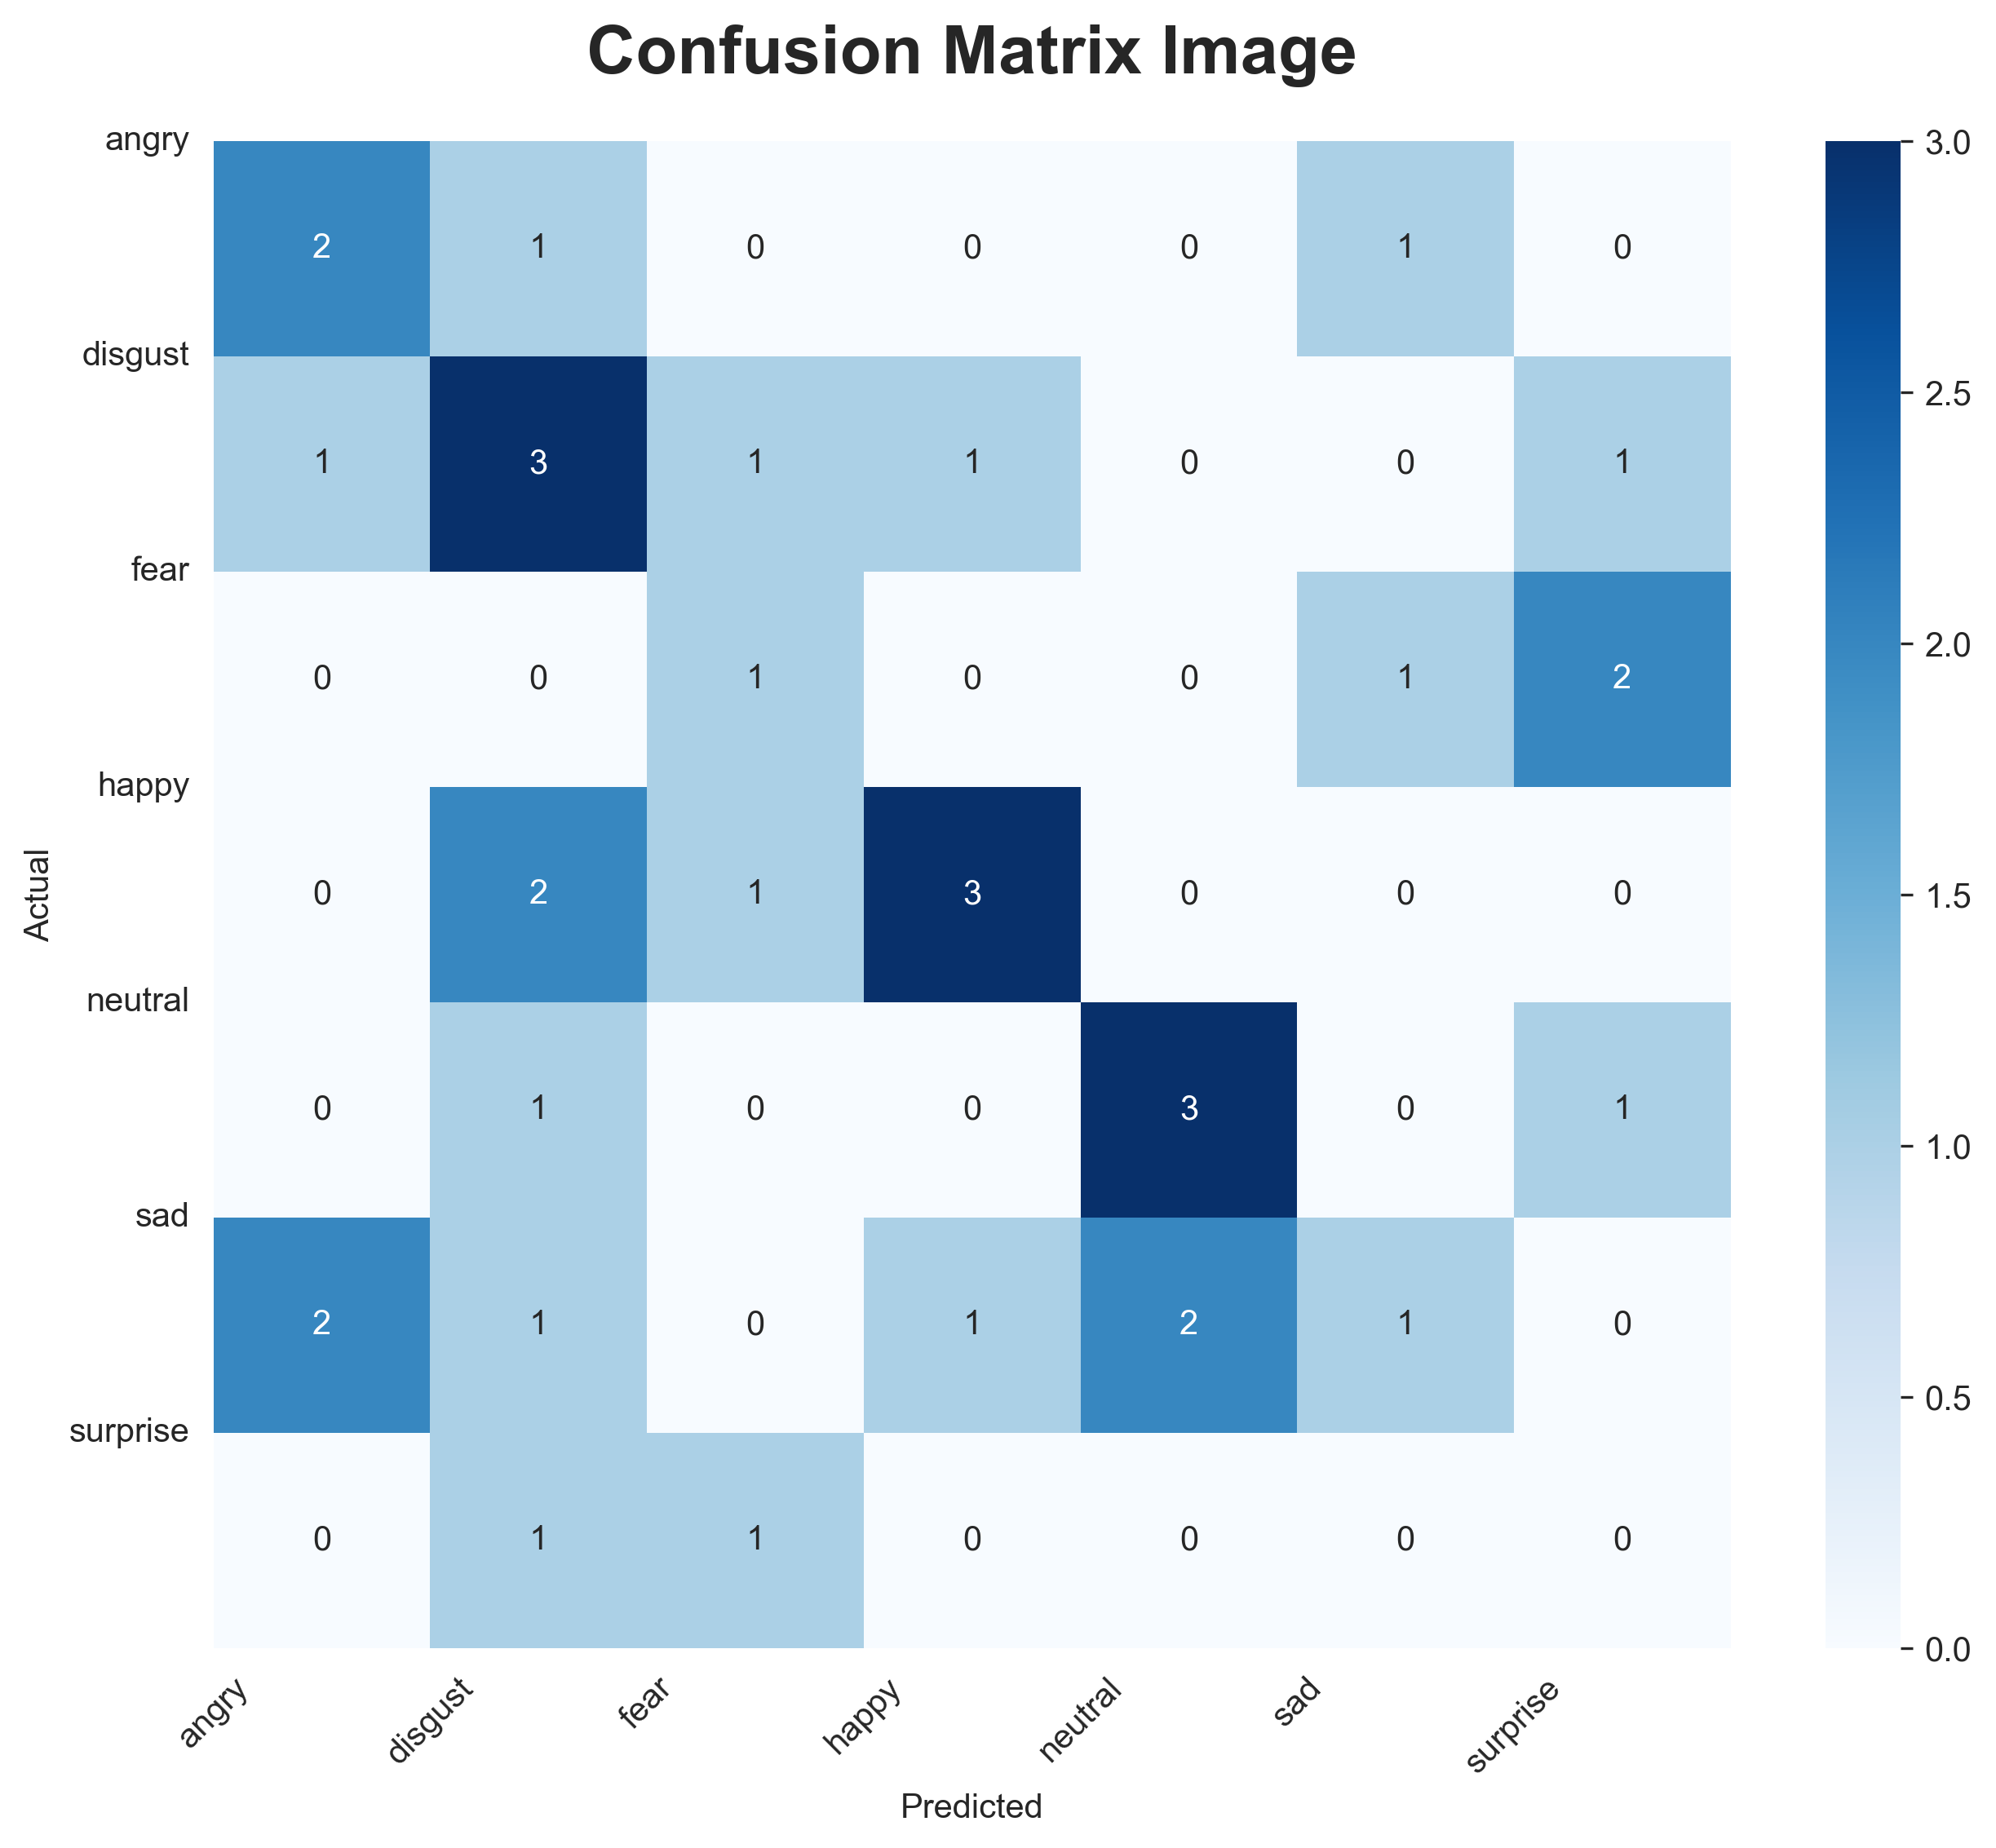 Confusion Matrix Image
angry
2 1 0 0 0 1 0
disgust
1 3 1 1 0 0 1
fear
0 0 1 0 0 1 2
happy
0 2 1 3 0 0 0
neutral
0 1 0 0 3 0 1
sad
2 1 0 1 2 1 0
surprise
0 1 1 0 0 0 0
Actual
angry disgust fear happy neutral sad surprise
Predicted
3.0
2.5
2.0
1.5
1.0
0.5
0.0